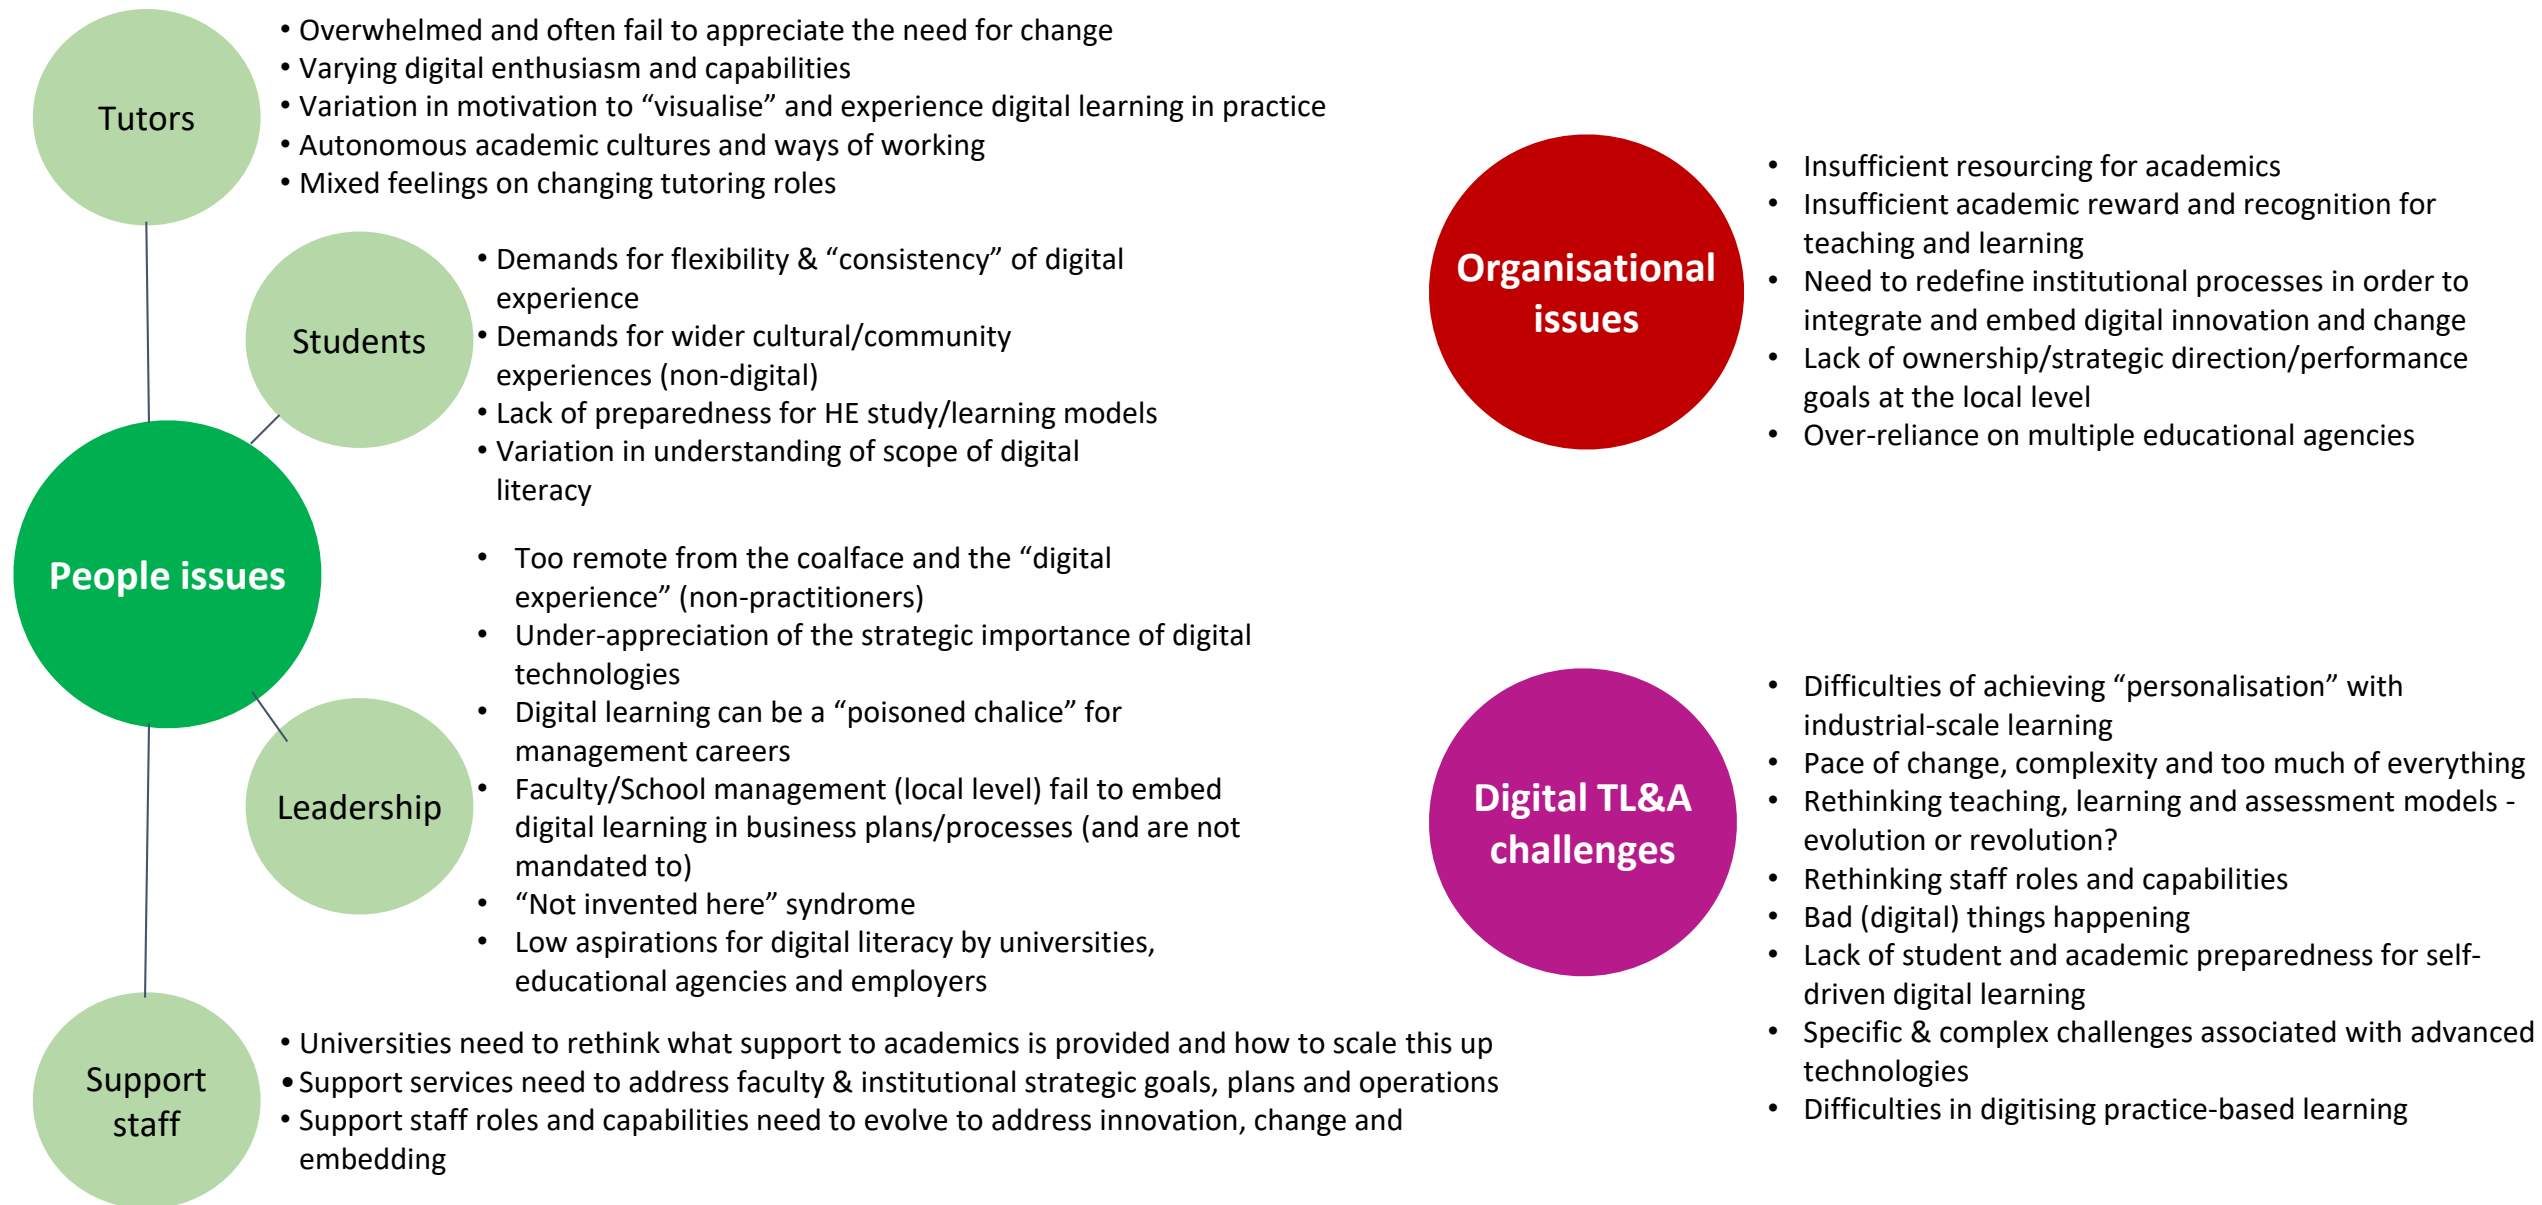 Tutors
• Overwhelmed and often fail to appreciate the need for change
• Varying digital enthusiasm and capabilities
• Variation in motivation to “visualise” and experience digital learning in practice
• Autonomous academic cultures and ways of working
• Mixed feelings on changing tutoring roles
Students
• Demands for flexibility & “consistency” of digital
experience
• Demands for wider cultural/community
experiences (non-digital)
• Lack of preparedness for HE study/learning models
• Variation in understanding of scope of digital
literacy
People issues
Leadership
• Too remote from the coalface and the “digital
experience” (non-practitioners)
• Under-appreciation of the strategic importance of digital
technologies
• Digital learning can be a “poisoned chalice” for
management careers
• Faculty/School management (local level) fail to embed
digital learning in business plans/processes (and are not
mandated to)
• “Not invented here” syndrome
• Low aspirations for digital literacy by universities,
educational agencies and employers
Support
staff
• Universities need to rethink what support to academics is provided and how to scale this up
• Support services need to address faculty & institutional strategic goals, plans and operations
• Support staff roles and capabilities need to evolve to address innovation, change and
embedding
Organisational
issues
• Insufficient resourcing for academics
• Insufficient academic reward and recognition for
teaching and learning
• Need to redefine institutional processes in order to
integrate and embed digital innovation and change
• Lack of ownership/strategic direction/performance
goals at the local level
• Over-reliance on multiple educational agencies
Digital TL&A
challenges
• Difficulties of achieving “personalisation” with
industrial-scale learning
• Pace of change, complexity and too much of everything
• Rethinking teaching, learning and assessment models -
evolution or revolution?
• Rethinking staff roles and capabilities
• Bad (digital) things happening
• Lack of student and academic preparedness for self-
driven digital learning
• Specific & complex challenges associated with advanced
technologies
• Difficulties in digitising practice-based learning